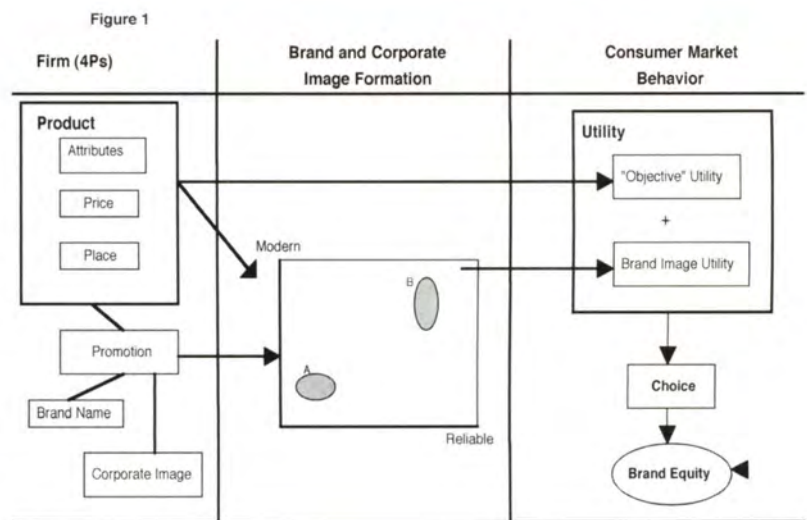 Figure 1
Firm (4Ps)
Brand and Corporate
Image Formation
Consumer Market
Behavior
Product
Attributes
Price
Place
Promotion
Brand Name
Corporate Image
Modern
B
A
Reliable
Utility
"Objective" Utility
+
Brand Image Utility
Choice
Brand Equity